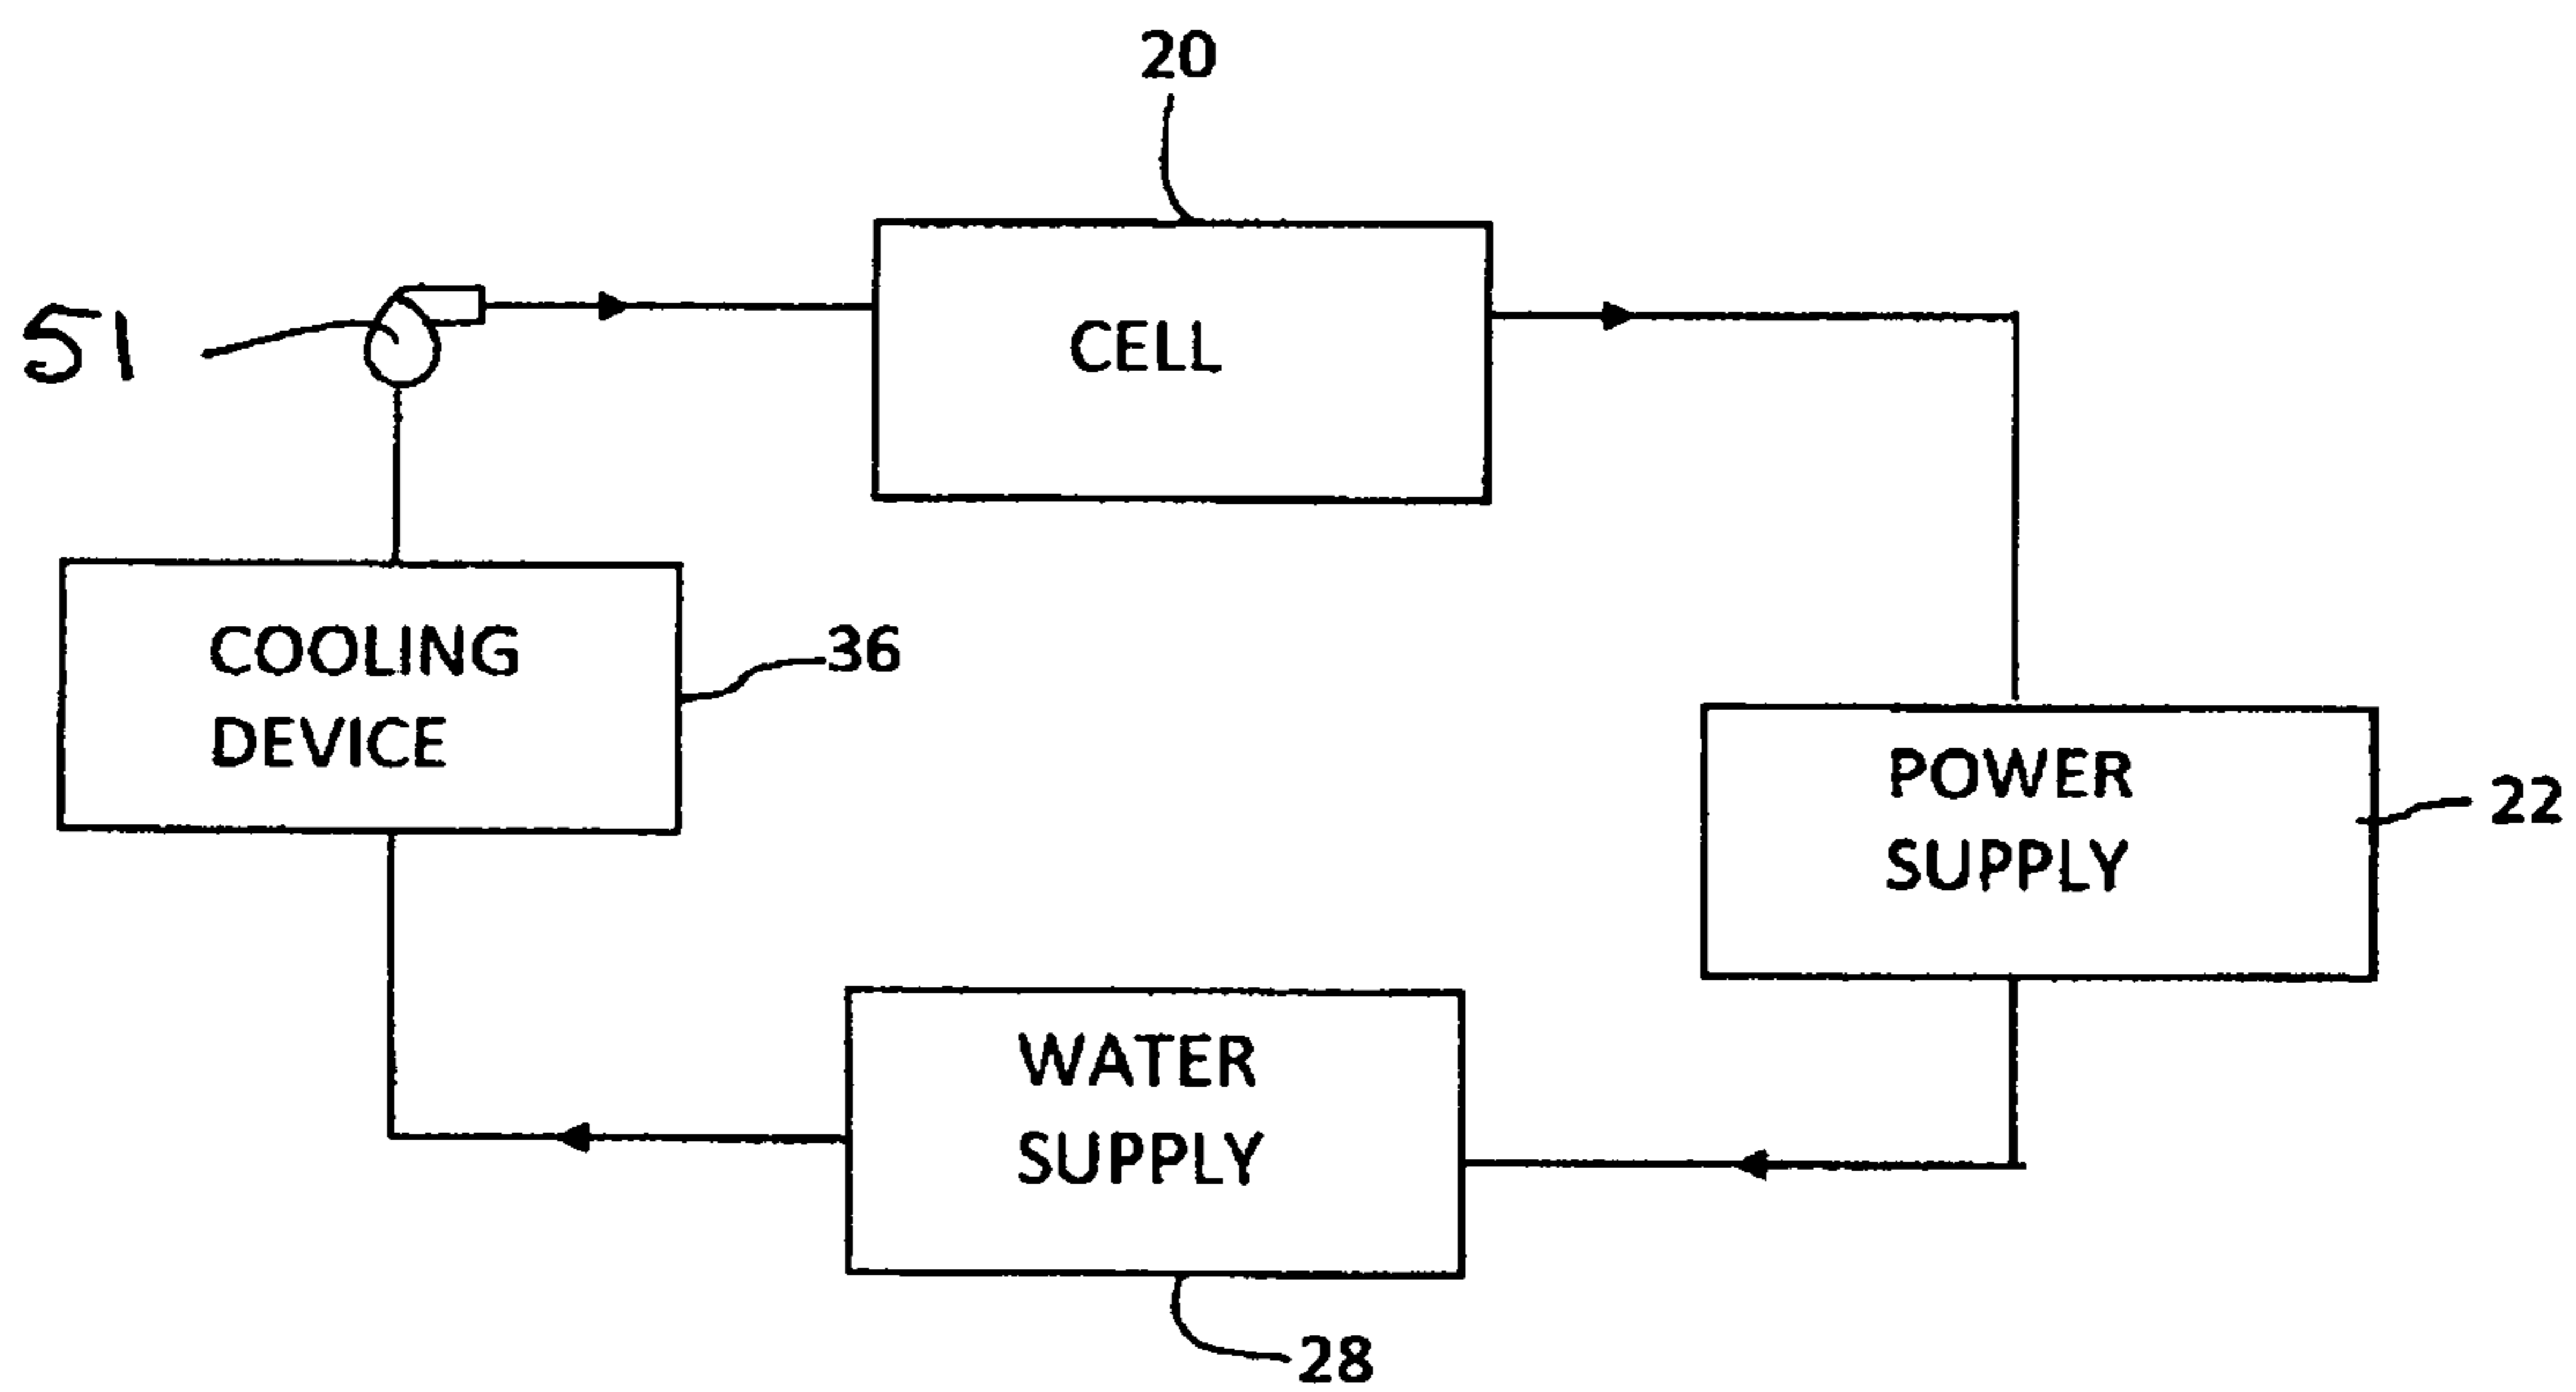 20
51
CELL
COOLING
DEVICE
36
POWER
SUPPLY
22
WATER
SUPPLY
28